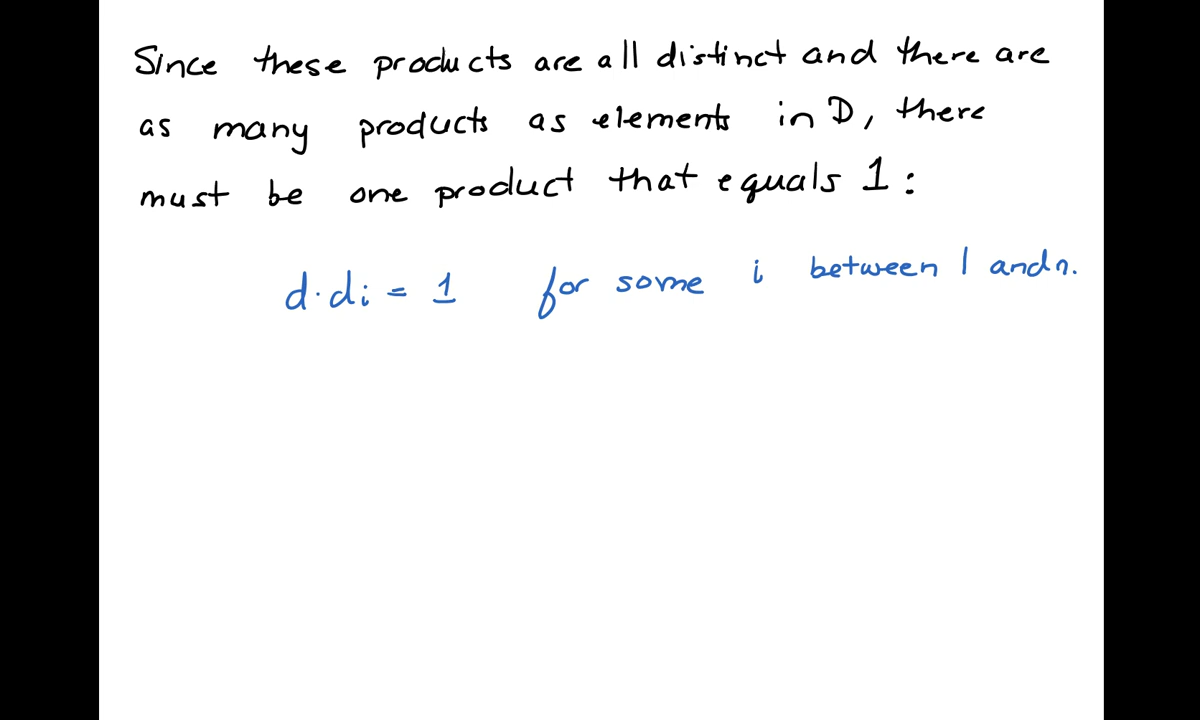 Since these products are all distinct and there are
as many products as elements in D, there
must be one product that equals 1:
d·di = 1 for some i between 1 and n.